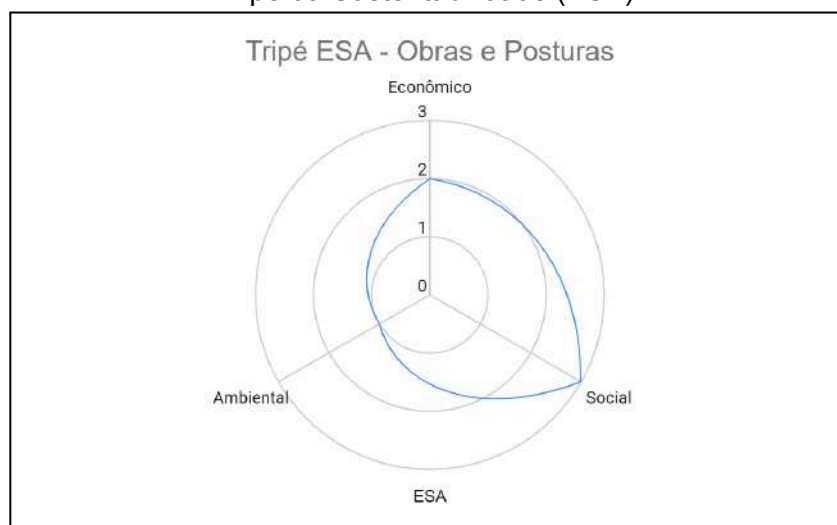 Tripé ESA - Obras e Posturas
Econômico
3
2
1
0
Ambiental
Social
ESA